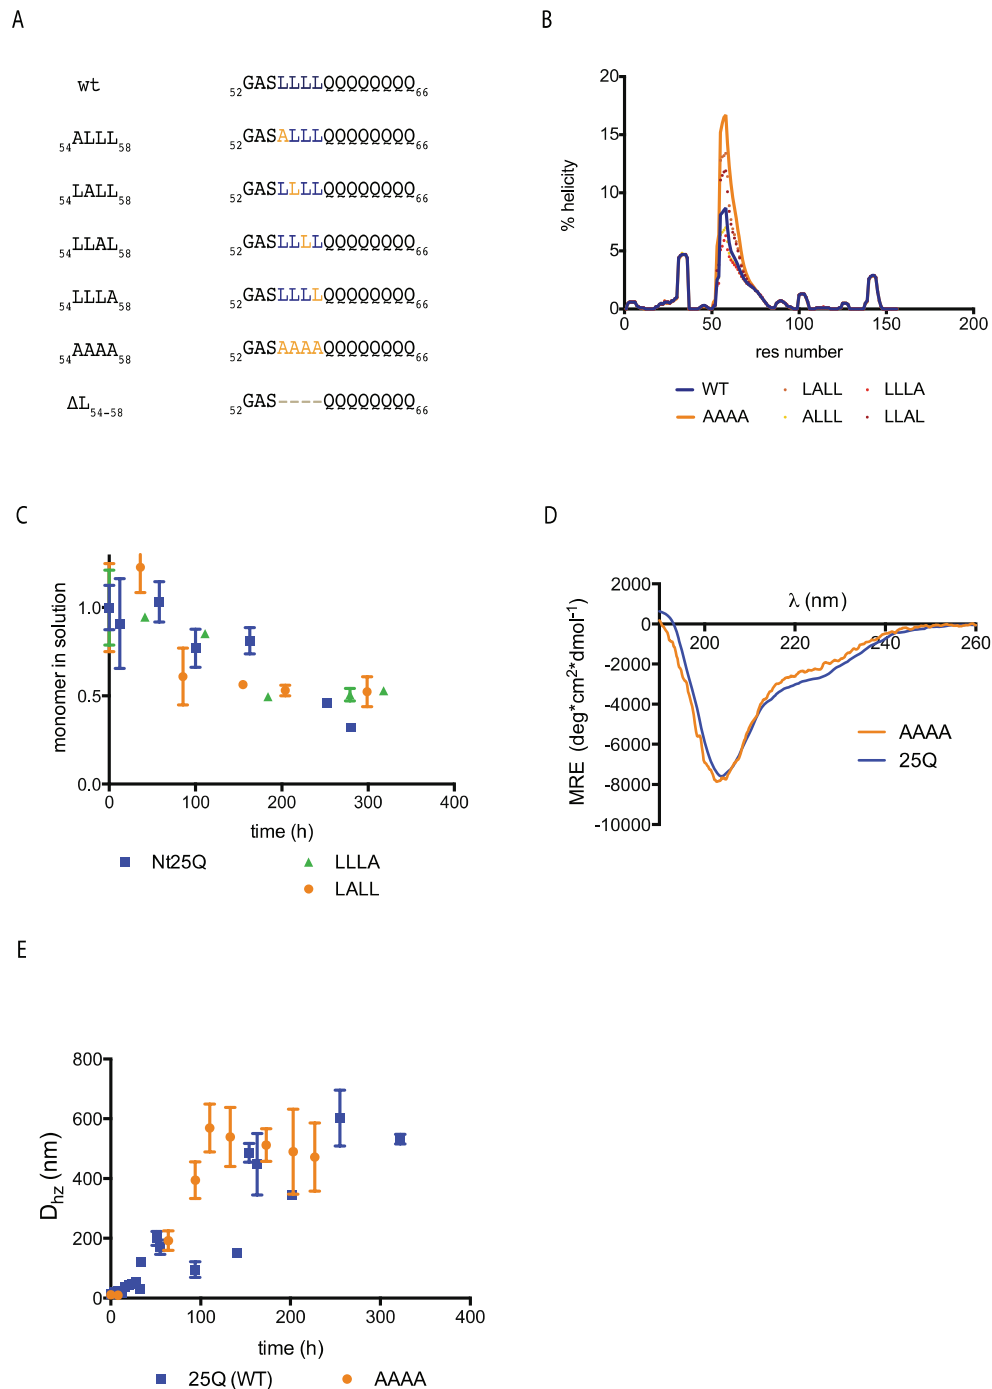 A
wt
52GASLLLLQQQQQQQQ66
54ALLL58
52GASALLLQQQQQQQQ66
54LALL58
52GASLLLLQQQQQQQQ66
54LLAL58
52GASLLLLQQQQQQQQ66
54LLLA58
52GASLLLLQQQQQQQQ66
54AAAA58
52GASAAAAQQQQQQQQ66
ΔL54-58
52GAS----QQQQQQQQ66
B
20
15
10
5
0
% helicity
0 50 100 150 200
res number
WT LALL LLLA
AAAA ALLL LLAL
C
1.0
0.5
0.0
monomer in solution
0 100 200 300 400
time (h)
Nt25Q LLLA
LALL
D
2000
0
-2000
-4000
-6000
-8000
-10000
MRE (deg*cm2*dmol-1)
λ (nm)
200 220 240 260
AAAA
25Q
E
800
600
400
200
0
Dhz (nm)
0 100 200 300 400
time (h)
25Q (WT) AAAA